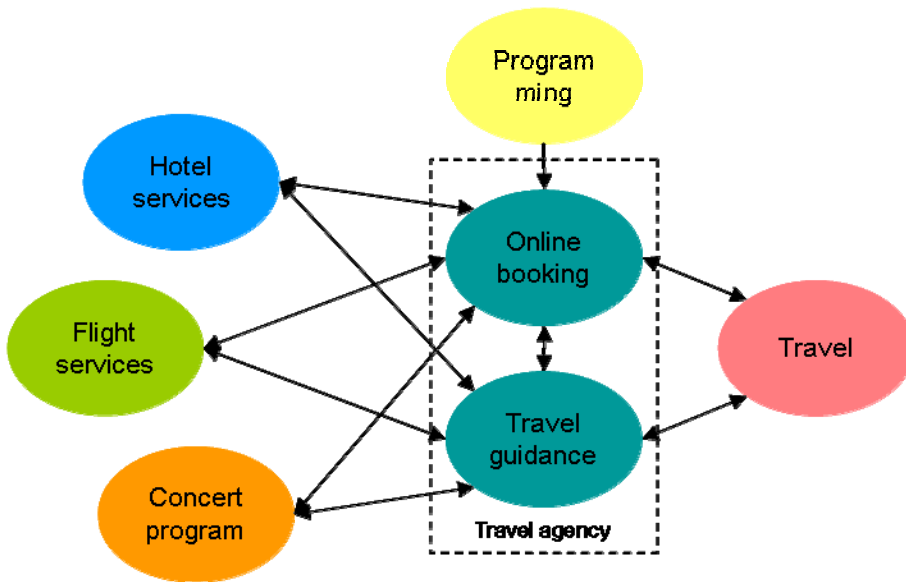 Program
ming
Hotel
services
Online
booking
Flight
services
Travel
Travel
guidance
Concert
program
Travel agency